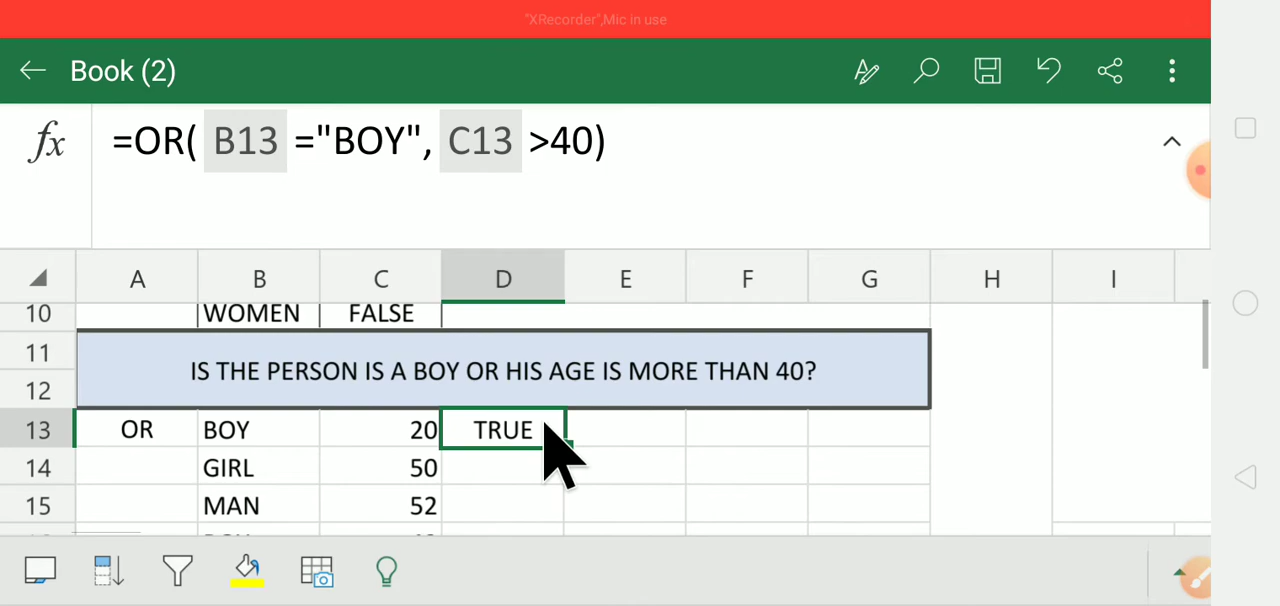 "XRecorder",Mic in use
Book (2)
fx =OR( B13 ="BOY", C13 >40)
A B C D E F G H I
10 WOMEN FALSE
11
IS THE PERSON IS A BOY OR HIS AGE IS MORE THAN 40?
12
13 OR BOY 20 TRUE
14 GIRL 50
15 MAN 52